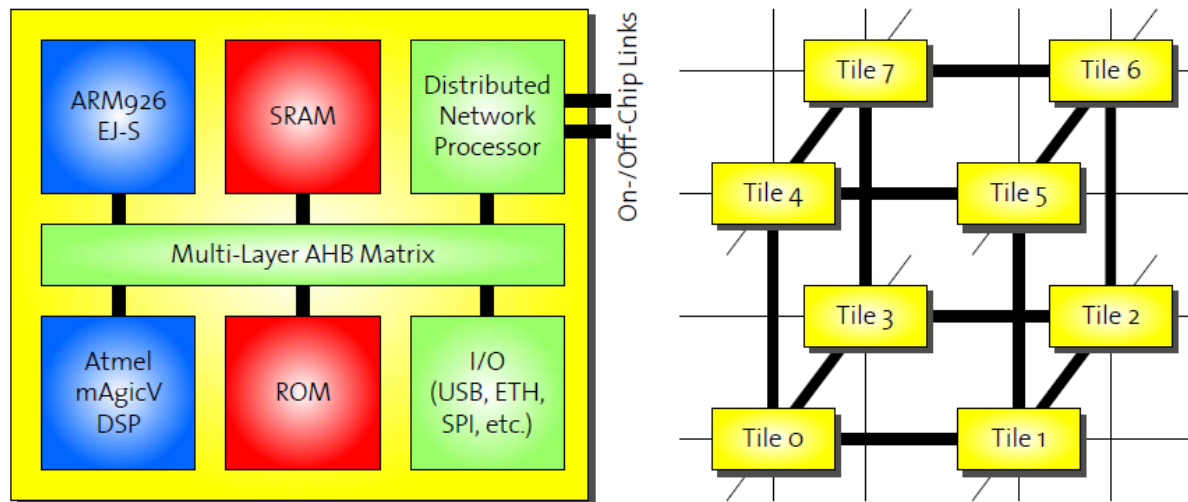 ARM926
EJ-S
SRAM
Distributed
Network
Processor
On-/Off-Chip Links
Multi-Layer AHB Matrix
Atmel
mAgicV
DSP
ROM
I/O
(USB, ETH,
SPI, etc.)
Tile 7
Tile 6
Tile 4
Tile 5
Tile 3
Tile 2
Tile 0
Tile 1